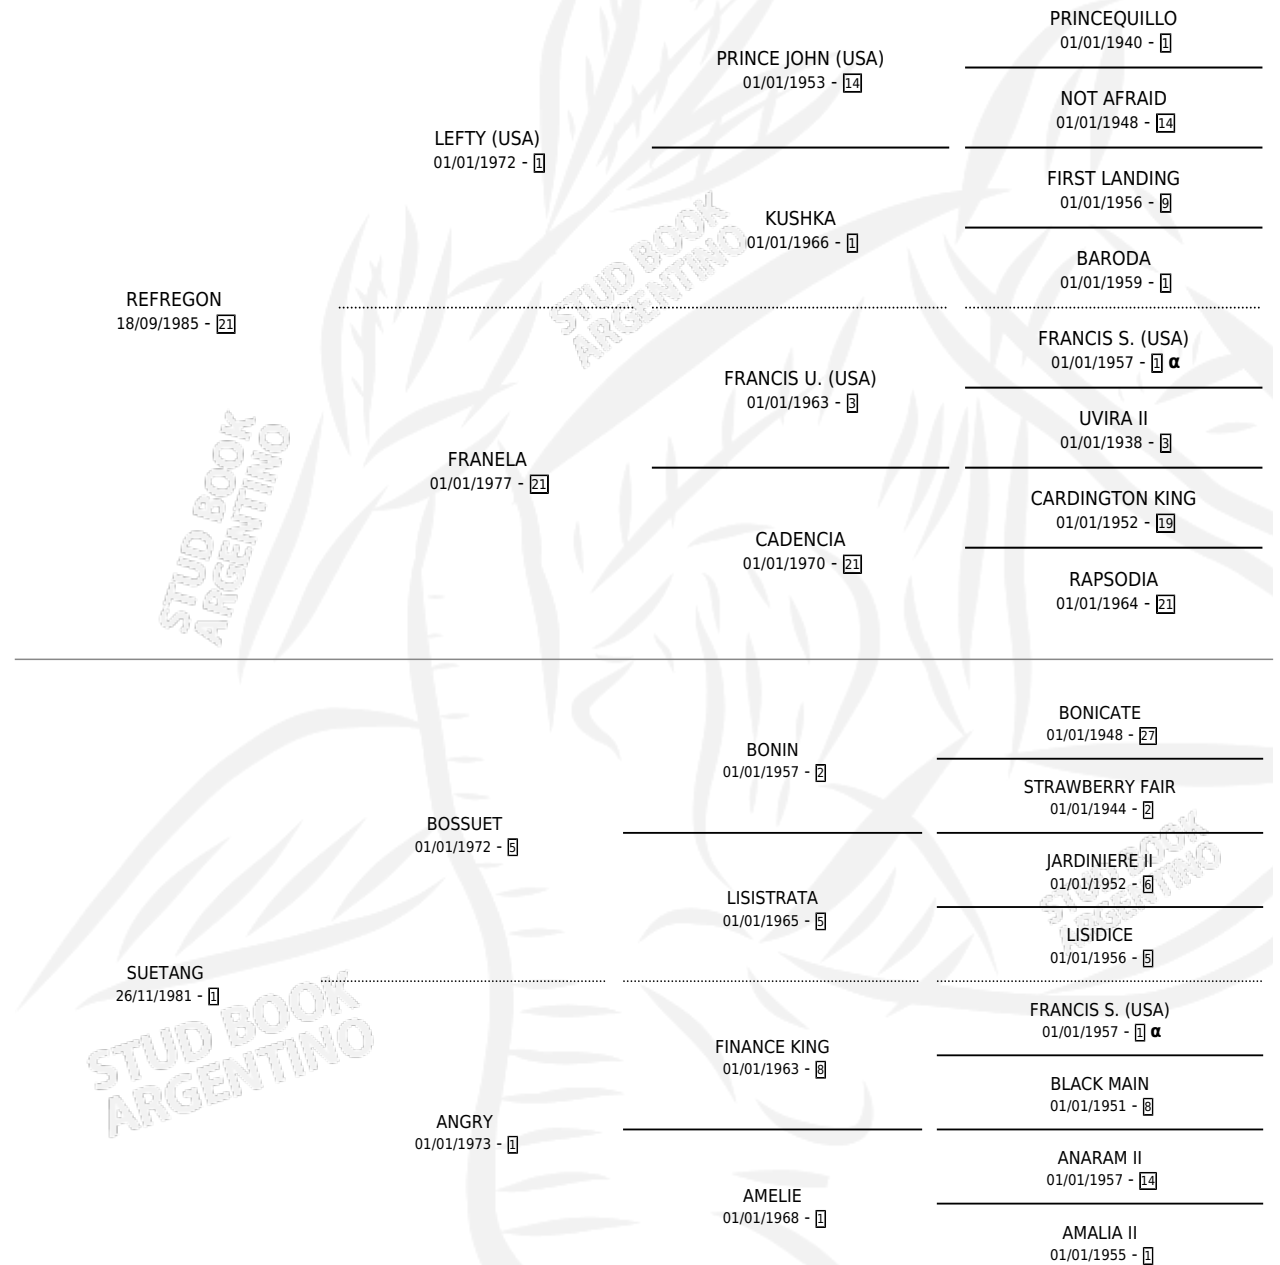 PRINCEQUILLO
01/01/1940 - 1
PRINCE JOHN (USA)
01/01/1953 - 14
NOT AFRAID
01/01/1948 - 14
LEFTY (USA)
01/01/1972 - 1
FIRST LANDING
01/01/1956 - 9
KUSHKA
01/01/1966 - 1
BARODA
01/01/1959 - 1
REFREGON
18/09/1985 - 21
FRANCIS S. (USA)
01/01/1957 - 1 α
FRANCIS U. (USA)
01/01/1963 - 3
UVIRA II
01/01/1938 - 3
FRANELA
01/01/1977 - 21
CARDINGTON KING
01/01/1952 - 19
CADENCIA
01/01/1970 - 21
RAPSODIA
01/01/1964 - 21
BONICATE
01/01/1948 - 27
BONIN
01/01/1957 - 2
STRAWBERRY FAIR
01/01/1944 - 2
BOSSUET
01/01/1972 - 5
JARDINIERE II
01/01/1952 - 6
LISISTRATA
01/01/1965 - 5
LISIDICE
01/01/1956 - 5
SUETANG
26/11/1981 - 1
FRANCIS S. (USA)
01/01/1957 - 1 α
FINANCE KING
01/01/1963 - 8
BLACK MAIN
01/01/1951 - 8
ANGRY
01/01/1973 - 1
ANARAM II
01/01/1957 - 14
AMELIE
01/01/1968 - 1
AMALIA II
01/01/1955 - 1
STUD BOOK
ARGENTINO
STUD BOOK
ARGENTINO
STUD BOOK
ARGENTINO
STUD BOOK
ARGENTINO